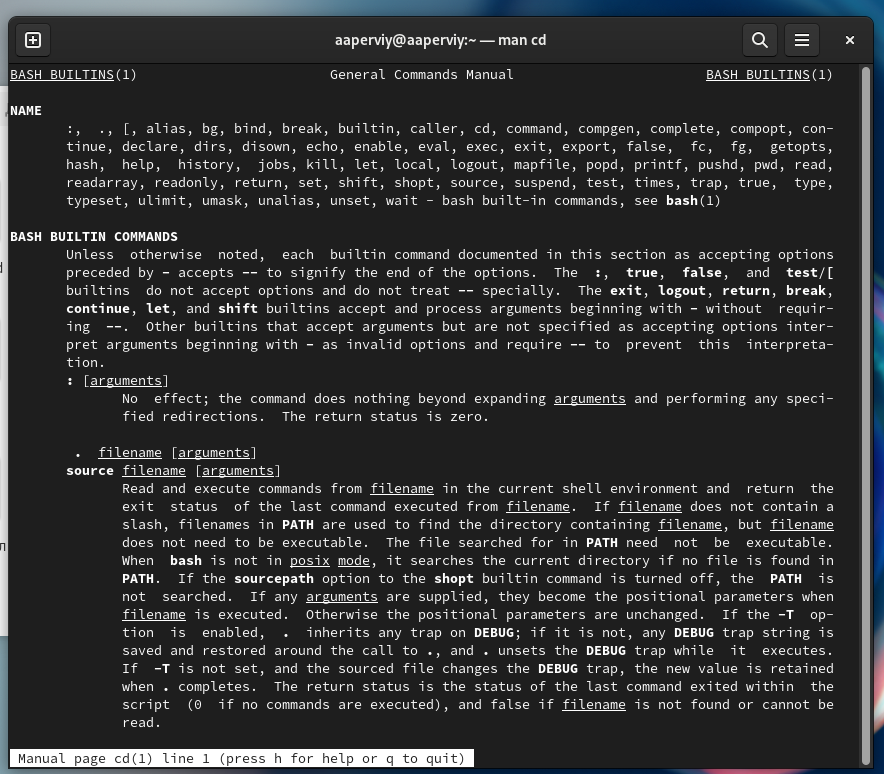 aaperviy@aaperviy:~ — man cd
BASH_BUILTINS(1) General Commands Manual BASH_BUILTINS(1)
NAME
:, ., [, alias, bg, bind, break, builtin, caller, cd, command, compgen, complete, compopt, con-
tinue, declare, dirs, disown, echo, enable, eval, exec, exit, export, false, fc, fg, getopts,
hash, help, history, jobs, kill, let, local, logout, mapfile, popd, printf, pushd, pwd, read,
readarray, readonly, return, set, shift, shopt, source, suspend, test, times, trap, true, type,
typeset, ulimit, umask, unalias, unset, wait - bash built-in commands, see bash(1)
BASH BUILTIN COMMANDS
Unless otherwise noted, each builtin command documented in this section as accepting options
preceded by - accepts -- to signify the end of the options. The :, true, false, and test/[
builtins do not accept options and do not treat -- specially. The exit, logout, return, break,
continue, let, and shift builtins accept and process arguments beginning with - without requir-
ing --. Other builtins that accept arguments but are not specified as accepting options inter-
pret arguments beginning with - as invalid options and require -- to prevent this interpreta-
tion.
: [arguments]
No effect; the command does nothing beyond expanding arguments and performing any speci-
fied redirections. The return status is zero.
. filename [arguments]
source filename [arguments]
Read and execute commands from filename in the current shell environment and return the
exit status of the last command executed from filename. If filename does not contain a
slash, filenames in PATH are used to find the directory containing filename, but filename
does not need to be executable. The file searched for in PATH need not be executable.
When bash is not in posix mode, it searches the current directory if no file is found in
PATH. If the sourcepath option to the shopt builtin command is turned off, the PATH is
not searched. If any arguments are supplied, they become the positional parameters when
filename is executed. Otherwise the positional parameters are unchanged. If the -T op-
tion is enabled, . inherits any trap on DEBUG; if it is not, any DEBUG trap string is
saved and restored around the call to ., and . unsets the DEBUG trap while it executes.
If -T is not set, and the sourced file changes the DEBUG trap, the new value is retained
when . completes. The return status is the status of the last command exited within the
script (0 if no commands are executed), and false if filename is not found or cannot be
read.
Manual page cd(1) line 1 (press h for help or q to quit)